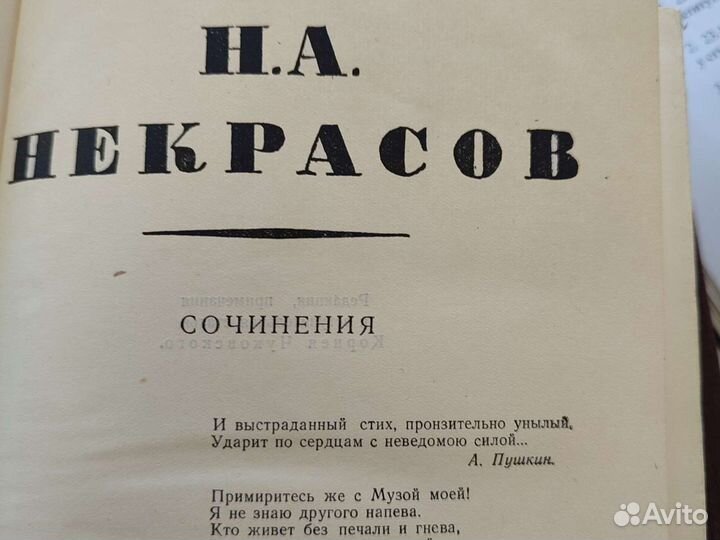 Н.А.
НЕКРАСОВ
Редакция, примечания
СОЧИНЕНИЯ
Корнея Чуковского.
И выстраданный стих, пронзительно унылый,
Ударит по сердцам с неведомою силой...
А. Пушкин.
Примиритесь же с Музой моей!
Я не знаю другого напева.
Кто живет без печали и гнева,
Avito